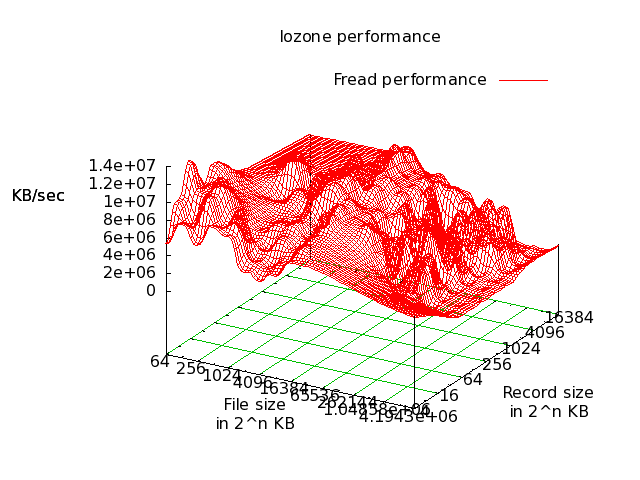 Iozone performance
Fread performance
KB/sec
1.4e+07
1.2e+07
1e+07
8e+06
6e+06
4e+06
2e+06
0
64
256
1024
4096
16384
65536
262144
1.04858e+06
4.1943e+06
File size
in 2^n KB
4
16
64
256
1024
4096
16384
Record size
in 2^n KB